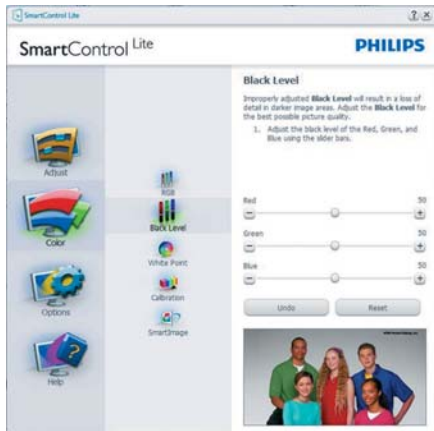 SmartControl Lite
SmartControl Lite
PHILIPS
Adjust
Color
Options
Help
RGB
Black Level
White Point
Calibration
SmartImage
Black Level
Improperly adjusted Black Level will result in a loss of
detail in darker image areas. Adjust the Black Level for
the best possible picture quality.
1. Adjust the black level of the Red, Green, and
Blue using the slider bars.
Red 50
Green 50
Blue 50
Undo Reset